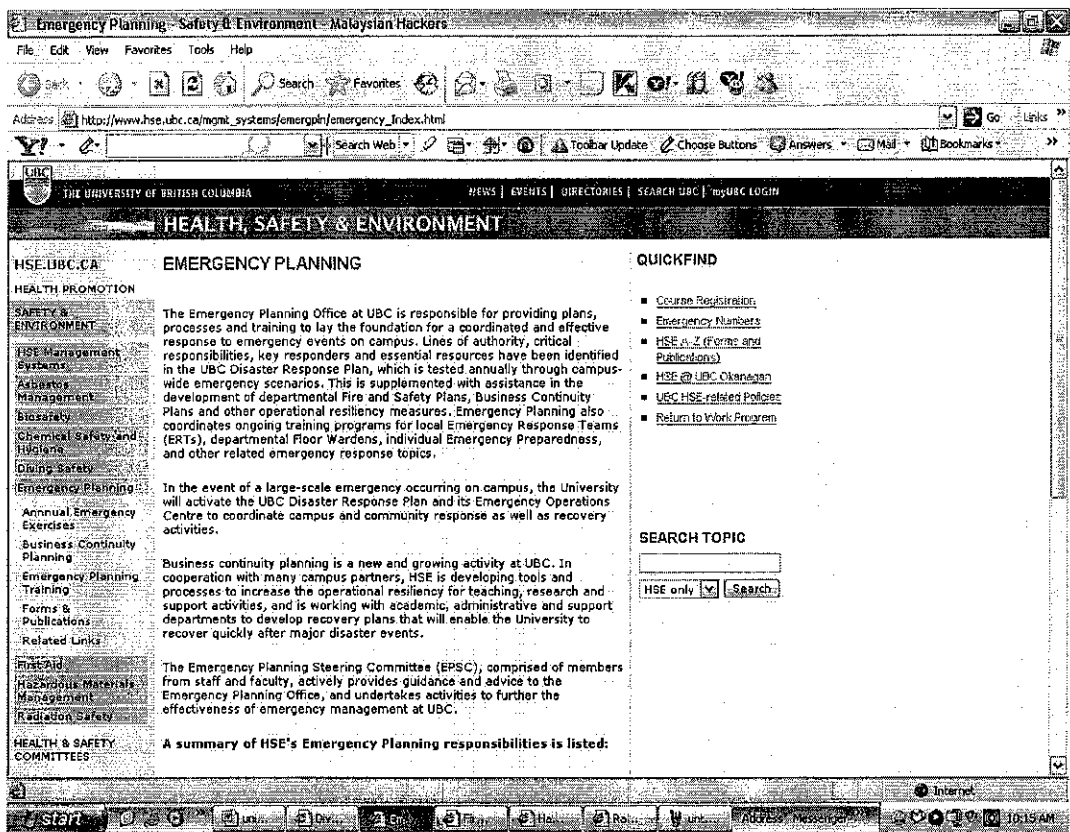 Emergency Planning - Safety & Environment - Malaysian Hackers
File Edit View Favorites Tools Help
Back Search Favorites
Address http://www.hse.ubc.ca/mgmt_systems/emergpln/emergency_Index.html Go Links »
Y! Search Web Toolbar Update Choose Buttons Answers Mail Bookmarks »
UBC
THE UNIVERSITY OF BRITISH COLUMBIA NEWS | EVENTS | DIRECTORIES | SEARCH UBC | myUBC LOGIN
HEALTH, SAFETY & ENVIRONMENT
HSE.UBC.CA
HEALTH PROMOTION
SAFETY &
ENVIRONMENT
HSE Management
Systems
Asbestos
Management
Biosafety
Chemical Safety and
Hygiene
Diving Safety
Emergency Planning
Annnual Emergency
Exercises
Business Continuity
Planning
Emergency Planning
Training
Forms &
Publications
Related Links
First Aid
Hazardous Materials
Management
Radiation Safety
HEALTH & SAFETY
COMMITTEES
EMERGENCY PLANNING
The Emergency Planning Office at UBC is responsible for providing plans,
processes and training to lay the foundation for a coordinated and effective
response to emergency events on campus. Lines of authority, critical
responsibilities, key responders and essential resources have been identified
in the UBC Disaster Response Plan, which is tested annually through campus-
wide emergency scenarios. This is supplemented with assistance in the
development of departmental Fire and Safety Plans, Business Continuity
Plans and other operational resiliency measures. Emergency Planning also
coordinates ongoing training programs for local Emergency Response Teams
(ERTs), departmental Floor Wardens, individual Emergency Preparedness,
and other related emergency response topics.
In the event of a large-scale emergency occurring on campus, the University
will activate the UBC Disaster Response Plan and its Emergency Operations
Centre to coordinate campus and community response as well as recovery
activities.
Business continuity planning is a new and growing activity at UBC. In
cooperation with many campus partners, HSE is developing tools and
processes to increase the operational resiliency for teaching, research and
support activities, and is working with academic, administrative and support
departments to develop recovery plans that will enable the University to
recover quickly after major disaster events.
The Emergency Planning Steering Committee (EPSC), comprised of members
from staff and faculty, actively provides guidance and advice to the
Emergency Planning Office, and undertakes activities to further the
effectiveness of emergency management at UBC.
A summary of HSE's Emergency Planning responsibilities is listed:
QUICKFIND
Course Registration
Emergency Numbers
HSE A-Z (Forms and
Publications)
HSE @ UBC Okanagan
UBC HSE-related Policies
Return to Work Program
SEARCH TOPIC
HSE only Search
Internet
start Div... Address Messenger 10:15 AM